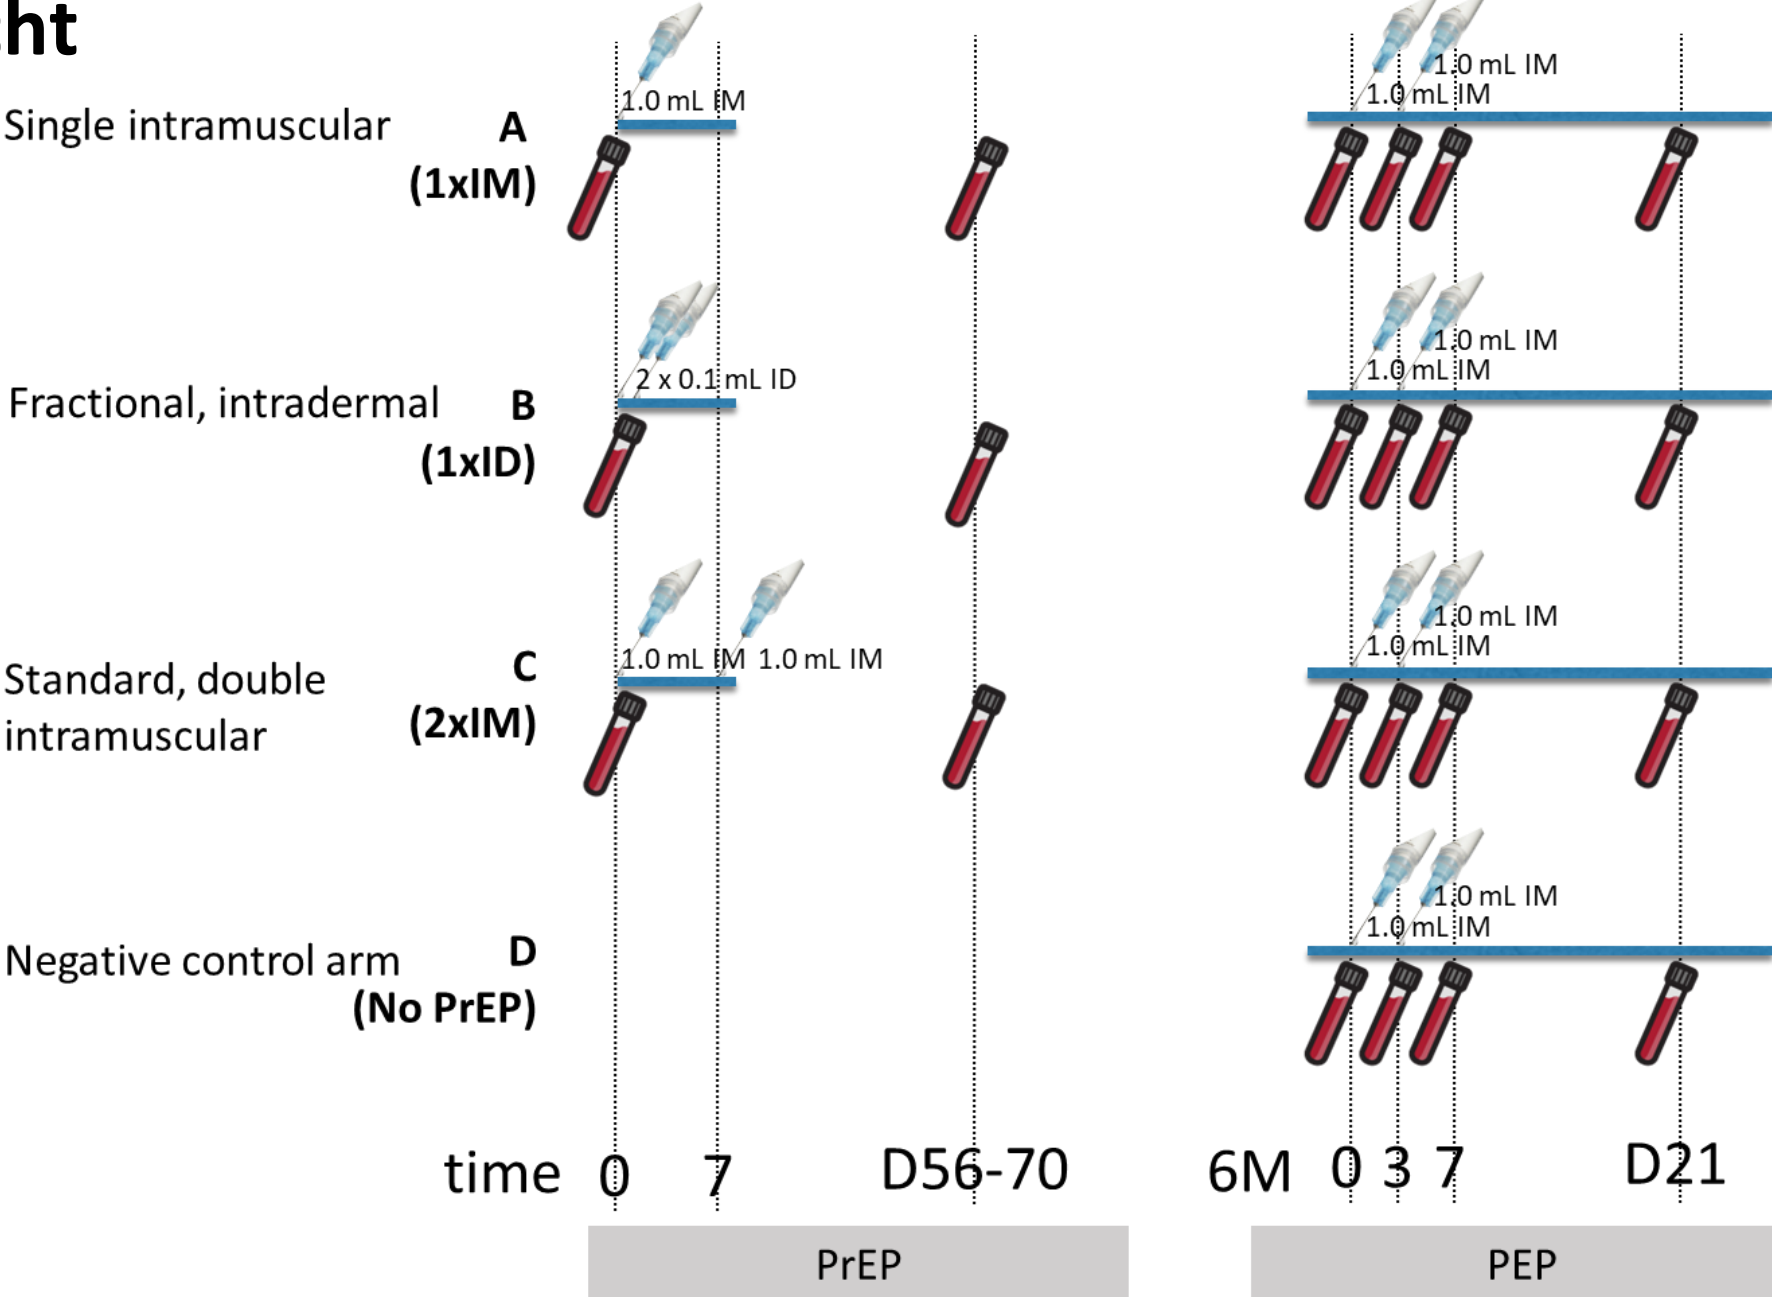 ht
1.0 mL IM
1.0 mL IM
1.0 mL IM
Single intramuscular
A
(1xIM)
2 x 0.1 mL ID
1.0 mL IM
1.0 mL IM
Fractional, intradermal
B
(1xID)
1.0 mL IM
1.0 mL IM
1.0 mL IM
1.0 mL IM
Standard, double
intramuscular
C
(2xIM)
1.0 mL IM
1.0 mL IM
Negative control arm
D
(No PrEP)
time 0 7 D56-70 6M 0 3 7 D21
PrEP
PEP